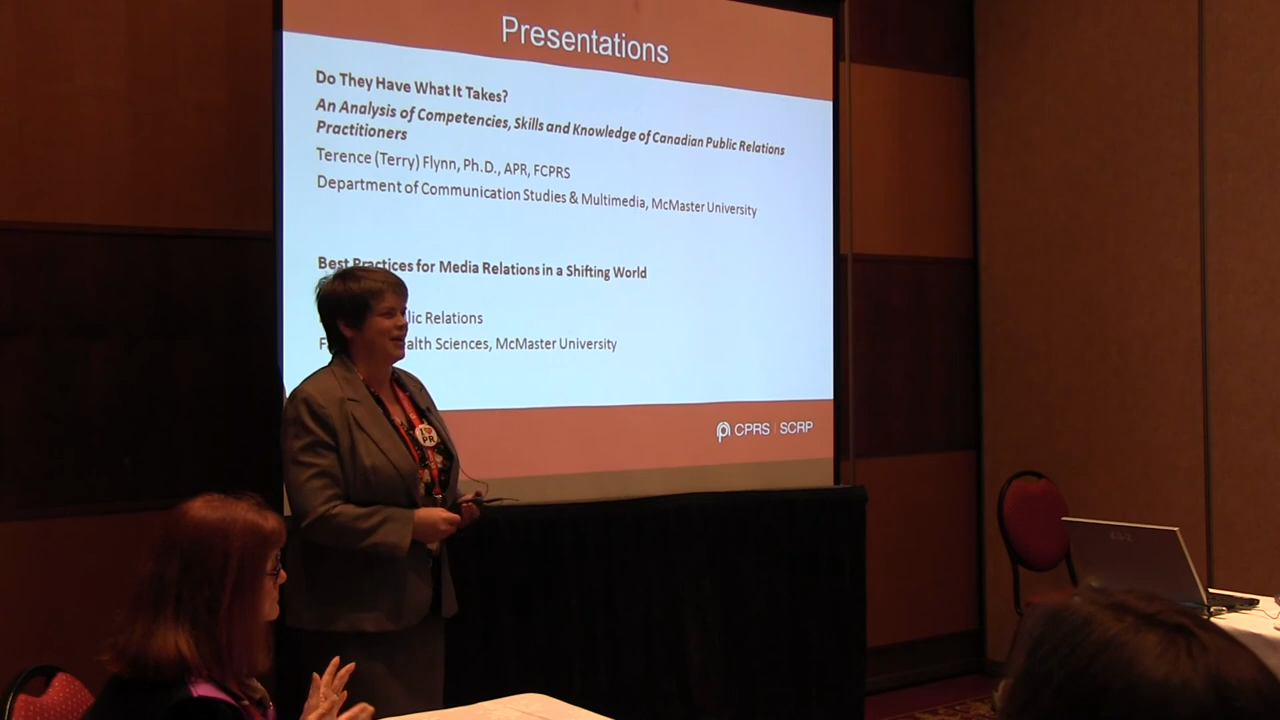 Presentations
Do They Have What It Takes?
An Analysis of Competencies, Skills and Knowledge of Canadian Public Relations
Practitioners
Terence (Terry) Flynn, Ph.D., APR, FCPRS
Department of Communication Studies & Multimedia, McMaster University
Best Practices for Media Relations in a Shifting World
Relations
Sciences, McMaster University
CPRS | SCRP
I
PR